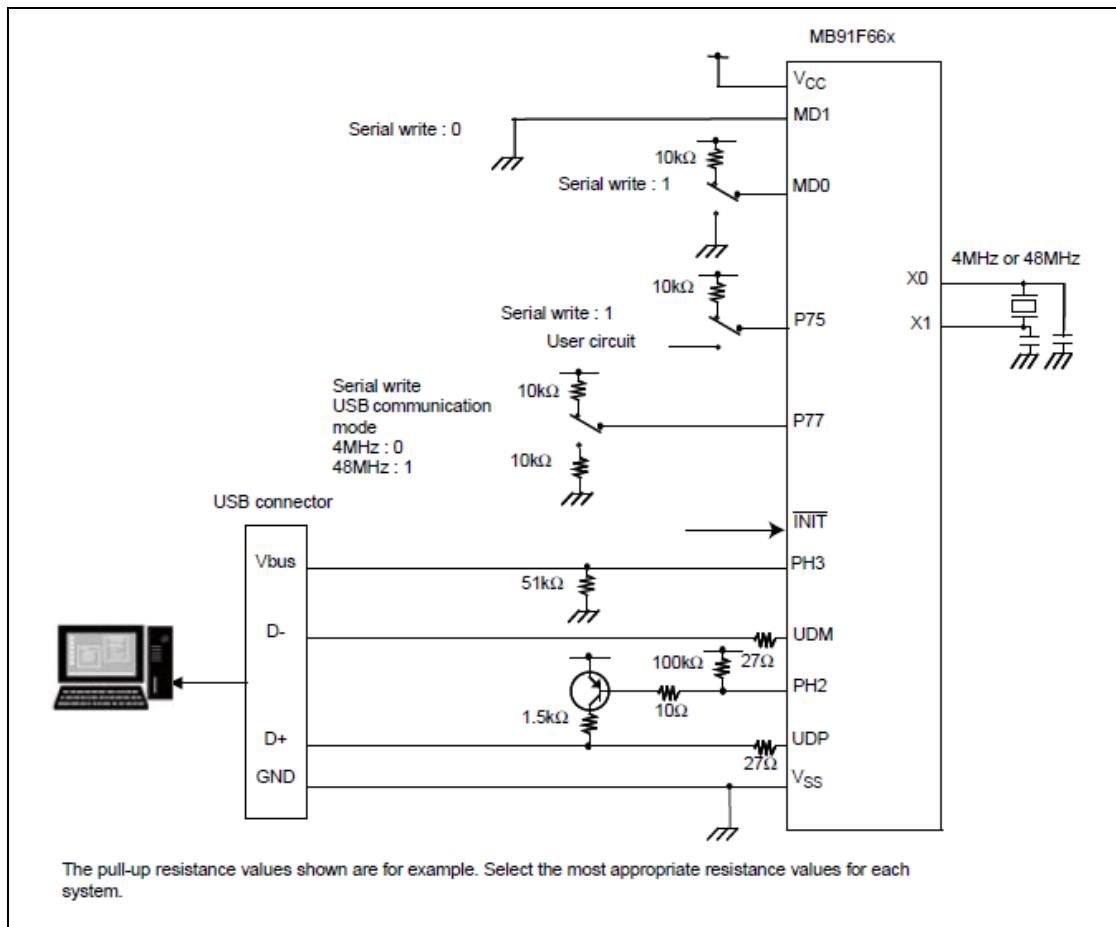 MB91F66x
VCC
MD1
Serial write : 0
10kΩ
Serial write : 1
MD0
4MHz or 48MHz
X0
10kΩ
Serial write : 1
P75
X1
User circuit
Serial write
10kΩ
USB communication
mode
P77
4MHz : 0
48MHz : 1
10kΩ
USB connector
INIT
Vbus
PH3
51kΩ
D-
UDM
100kΩ
27Ω
PH2
10Ω
1.5kΩ
D+
UDP
27Ω
GND
VSS
The pull-up resistance values shown are for example. Select the most appropriate resistance values for each
system.